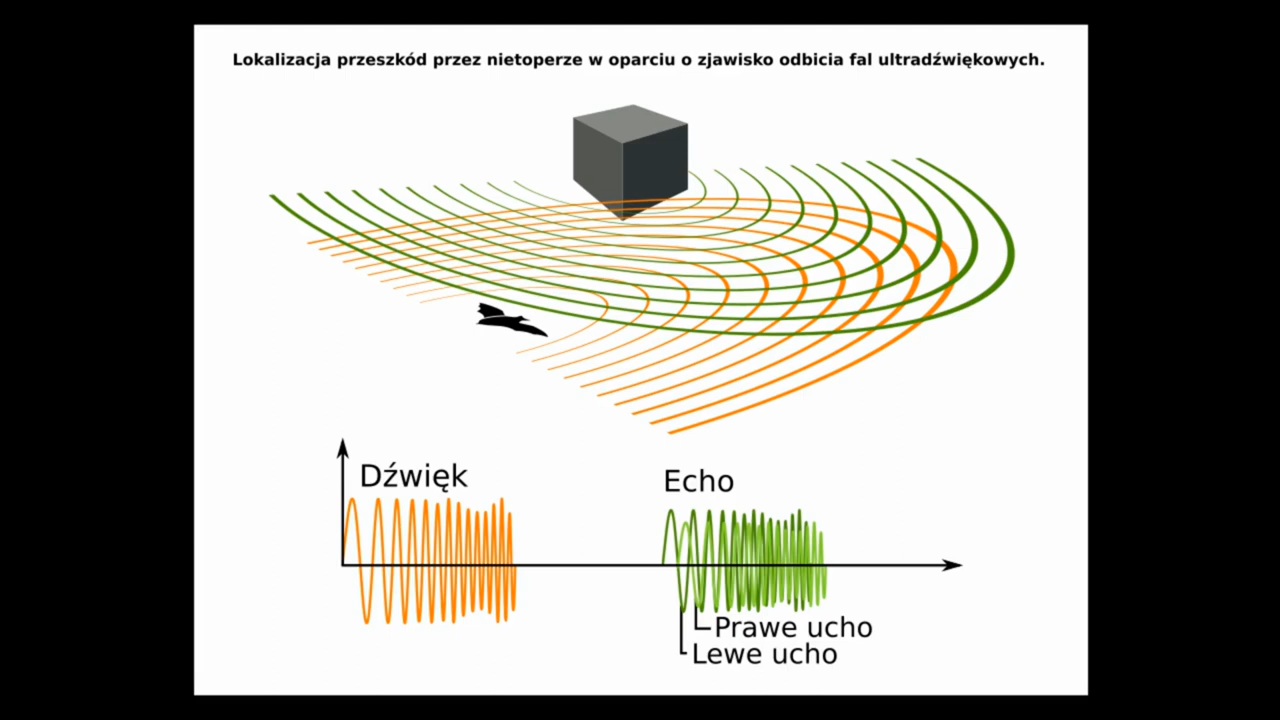 Lokalizacja przeszkód przez nietoperze w oparciu o zjawisko odbicia fal ultradźwiękowych.
Dźwięk
Echo
Prawe ucho
Lewe ucho